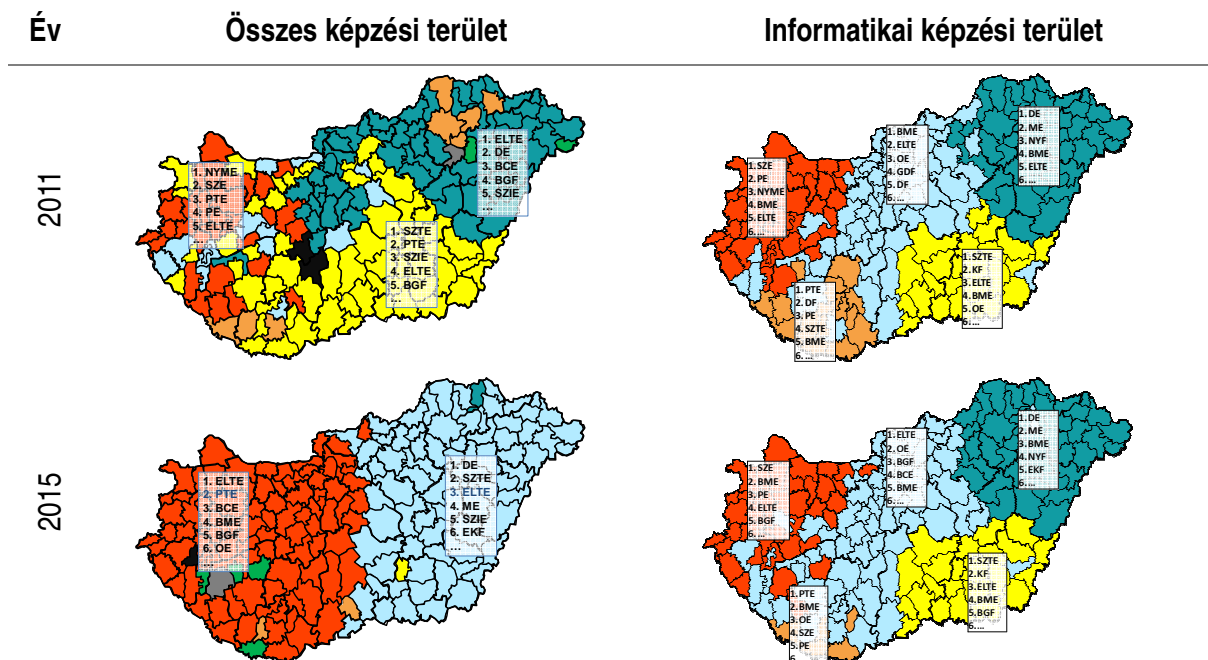 Év
Összes képzési terület
Informatikai képzési terület
2011
1. NYME
2. SZE
3. PTE
4. PE
5. ELTE
...
1. ELTE
2. DE
3. BCE
4. BGF
5. SZIE
...
1. SZTE
2. PTE
3. SZIE
4. ELTE
5. BGF
...
1. SZE
2. PE
3. NYME
4. BME
5. ELTE
6. ...
1. BME
2. ELTE
3. OE
4. GDF
5. DF
6. ...
1. DE
2. ME
3. NYF
4. BME
5. ELTE
6. ...
1. PTE
2. DF
3. PE
4. SZTE
5. BME
6. ...
1. SZTE
2. KF
3. ELTE
4. BME
5. OE
6. ...
2015
1. ELTE
2. PTE
3. BCE
4. BME
5. BGF
6. OE
...
1. DE
2. SZTE
3. ELTE
4. ME
5. SZIE
6. EKF
...
1. SZE
2. BME
3. PE
4. ELTE
5. BGF
6. ...
1. ELTE
2. OE
3. BGF
4. BCE
5. BME
6. ...
1. DE
2. ME
3. BME
4. NYF
5. EKF
6. ...
1. PTE
2. BME
3. OE
4. SZE
5. PE
6. ...
1. SZTE
2. KF
3. ELTE
4. BME
5. BGF
6. ...